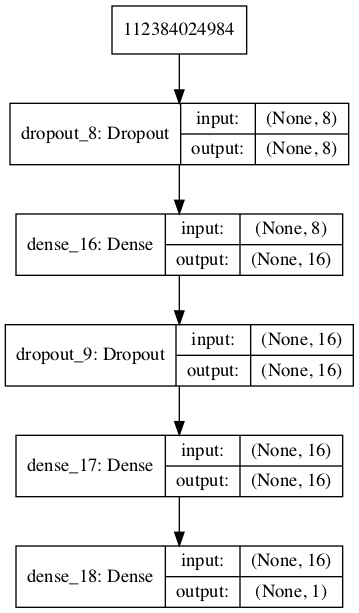 112384024984
dropout_8: Dropout
input: (None, 8)
output: (None, 8)
dense_16: Dense
input: (None, 8)
output: (None, 16)
dropout_9: Dropout
input: (None, 16)
output: (None, 16)
dense_17: Dense
input: (None, 16)
output: (None, 16)
dense_18: Dense
input: (None, 16)
output: (None, 1)